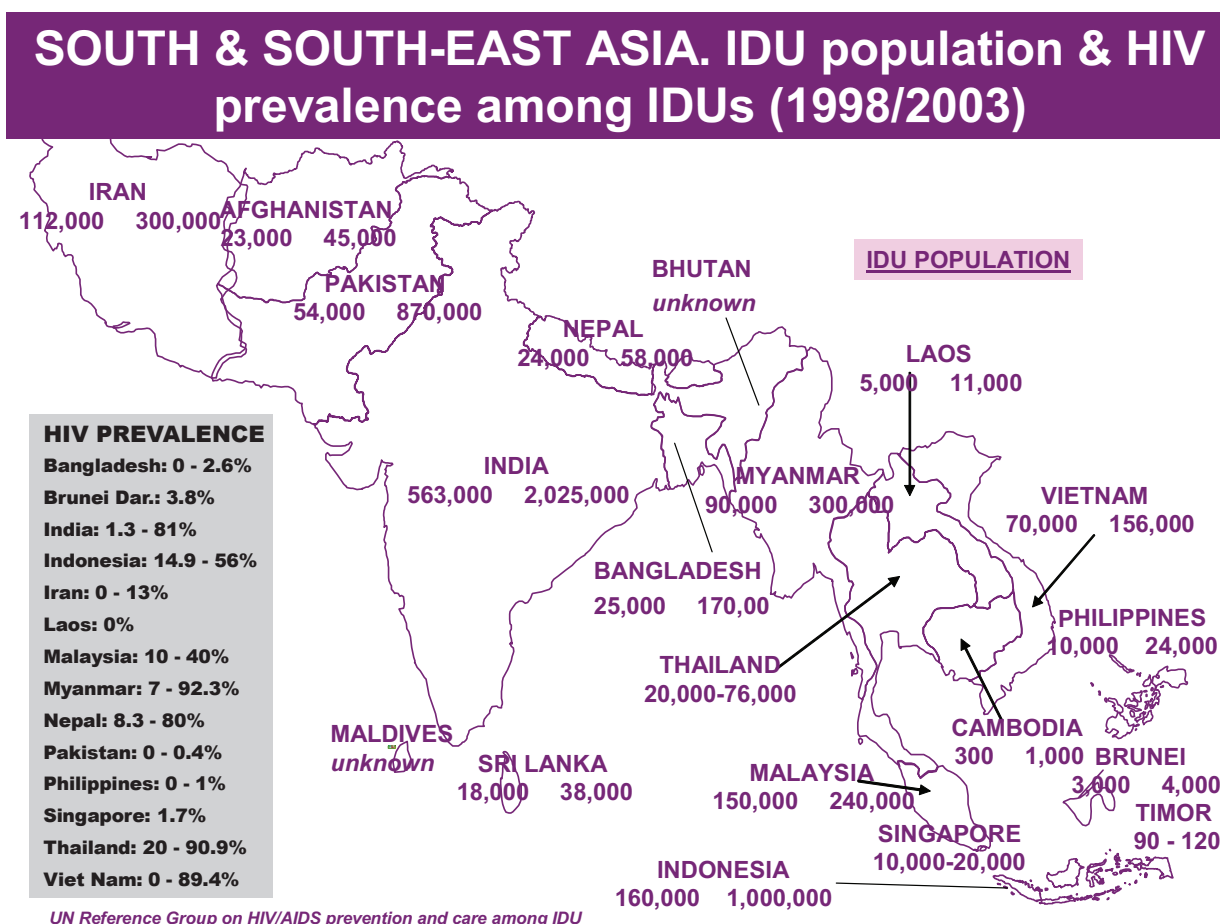 SOUTH & SOUTH-EAST ASIA. IDU population & HIV
prevalence among IDUs (1998/2003)
IRAN
112,000 300,000
AFGHANISTAN
23,000 45,000
PAKISTAN
54,000 870,000
IDU POPULATION
BHUTAN
unknown
NEPAL
24,000 58,000
LAOS
5,000 11,000
HIV PREVALENCE
Bangladesh: 0 - 2.6%
Brunei Dar.: 3.8%
India: 1.3 - 81%
Indonesia: 14.9 - 56%
Iran: 0 - 13%
Laos: 0%
Malaysia: 10 - 40%
Myanmar: 7 - 92.3%
Nepal: 8.3 - 80%
Pakistan: 0 - 0.4%
Philippines: 0 - 1%
Singapore: 1.7%
Thailand: 20 - 90.9%
Viet Nam: 0 - 89.4%
INDIA
563,000 2,025,000
MYANMAR
90,000 300,000
VIETNAM
70,000 156,000
BANGLADESH
25,000 170,00
PHILIPPINES
10,000 24,000
THAILAND
20,000-76,000
MALDIVES
unknown
SRI LANKA
18,000 38,000
CAMBODIA
300 1,000
BRUNEI
3,000 4,000
MALAYSIA
150,000 240,000
TIMOR
90 - 120
SINGAPORE
10,000-20,000
INDONESIA
160,000 1,000,000
UN Reference Group on HIV/AIDS prevention and care among IDU